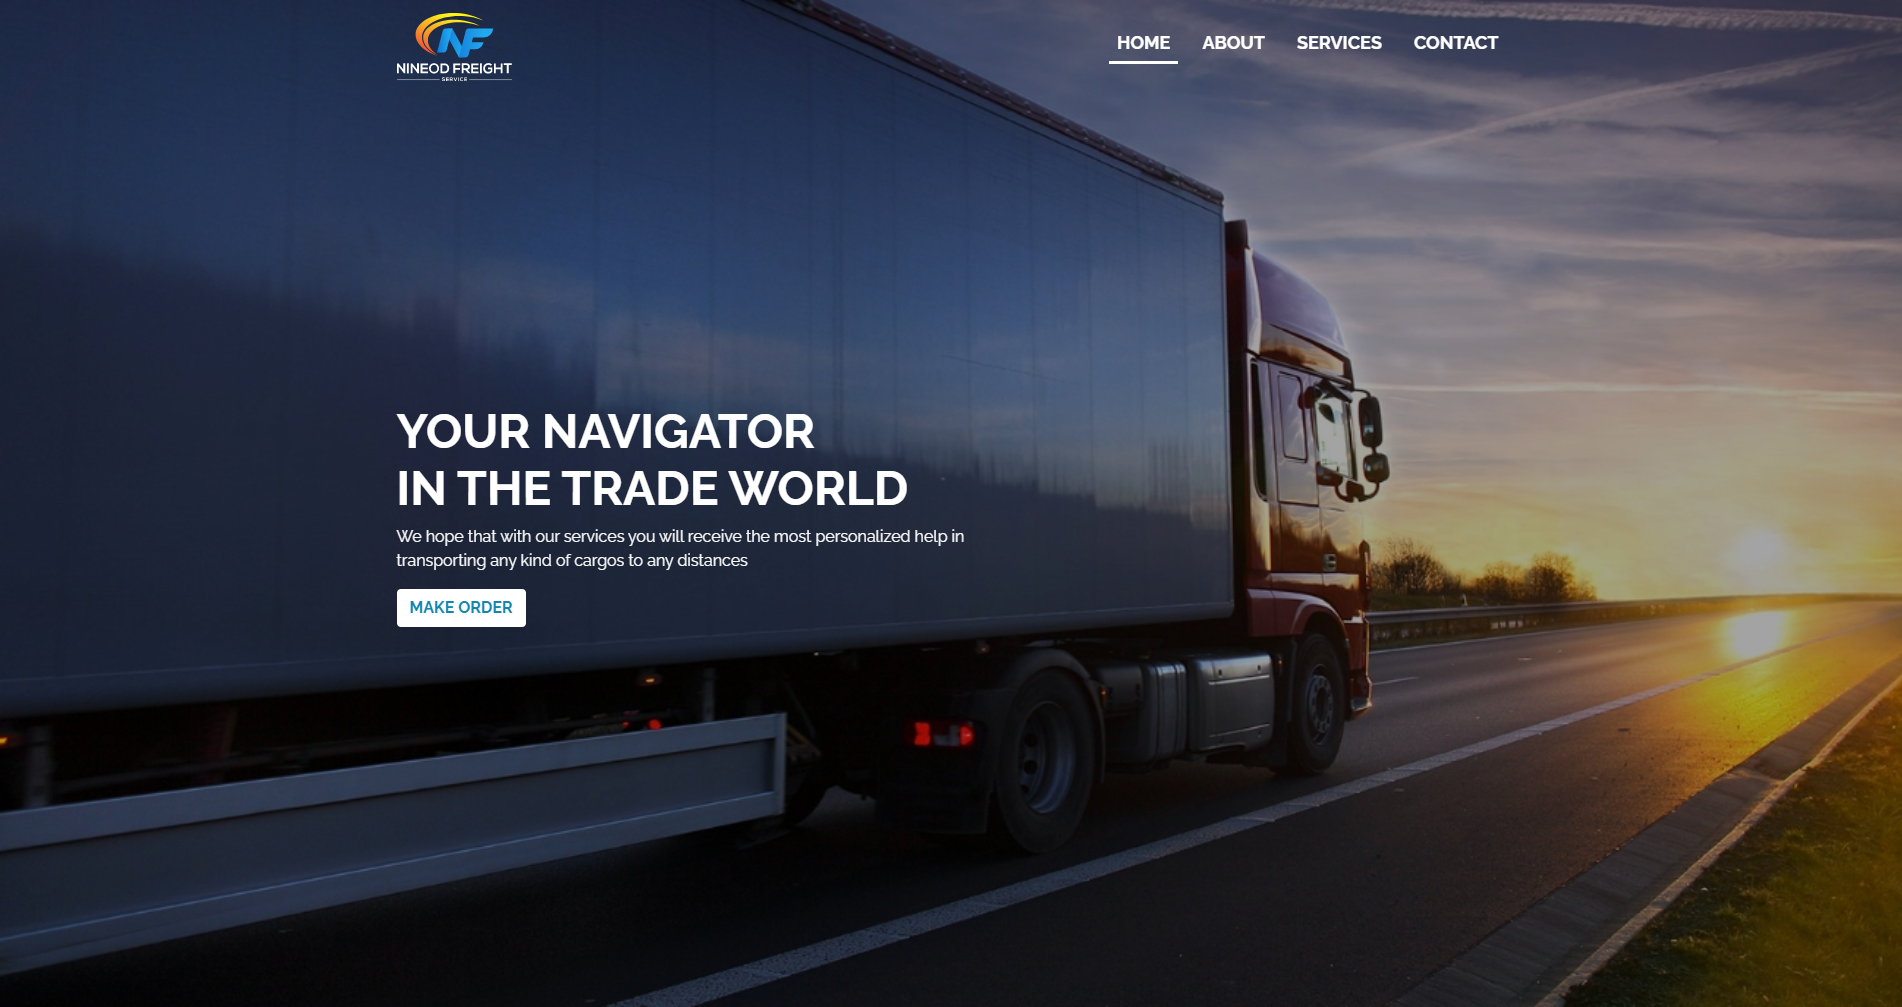 NF
NINEOD FREIGHT
SERVICE
HOME ABOUT SERVICES CONTACT
YOUR NAVIGATOR
IN THE TRADE WORLD
We hope that with our services you will receive the most personalized help in
transporting any kind of cargos to any distances
MAKE ORDER